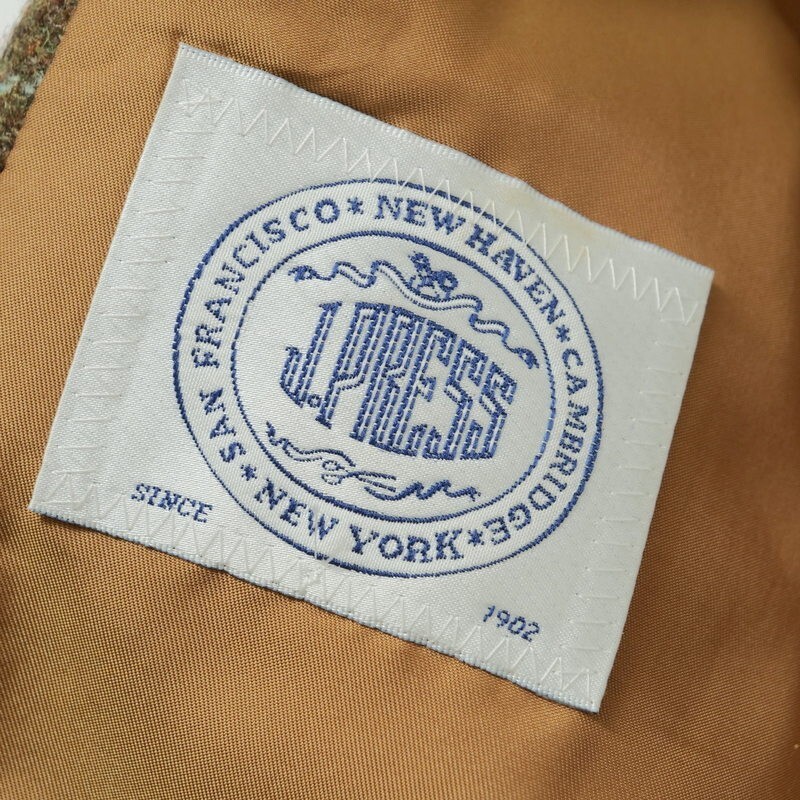 SAN FRANCISCO * NEW HAVEN * CAMBRIDGE * NEW YORK *
J.PRESS
SINCE
1902